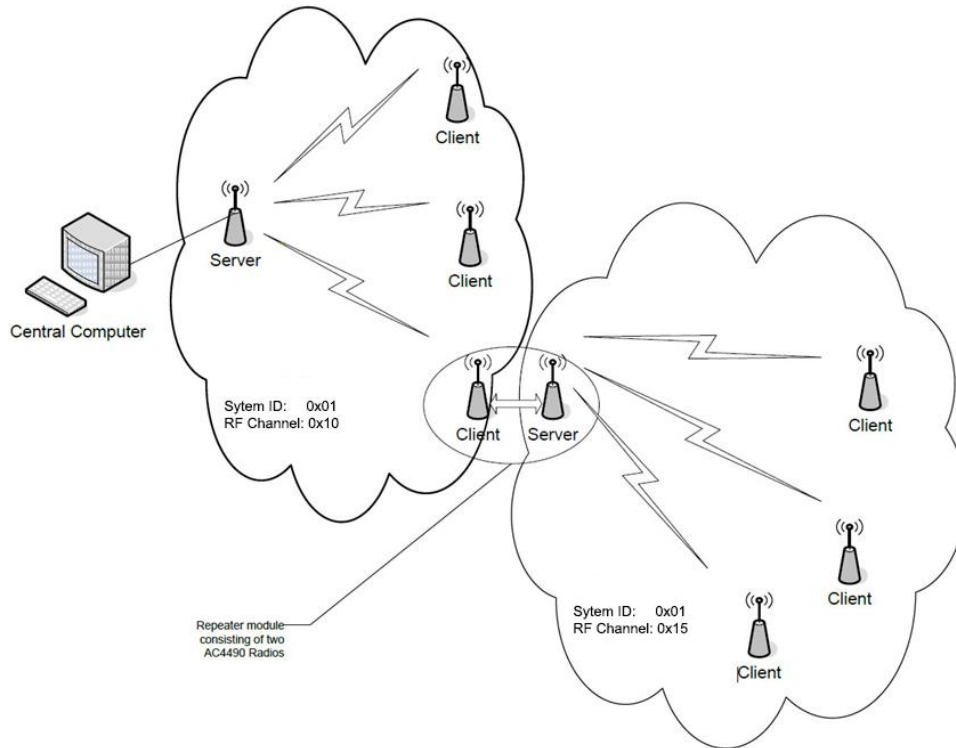 Client
Server
Client
Central Computer
Sytem ID: 0x01
RF Channel: 0x10
Client
Server
Client
Client
Sytem ID: 0x01
RF Channel: 0x15
Repeater module
consisting of two
AC4490 Radios
Client